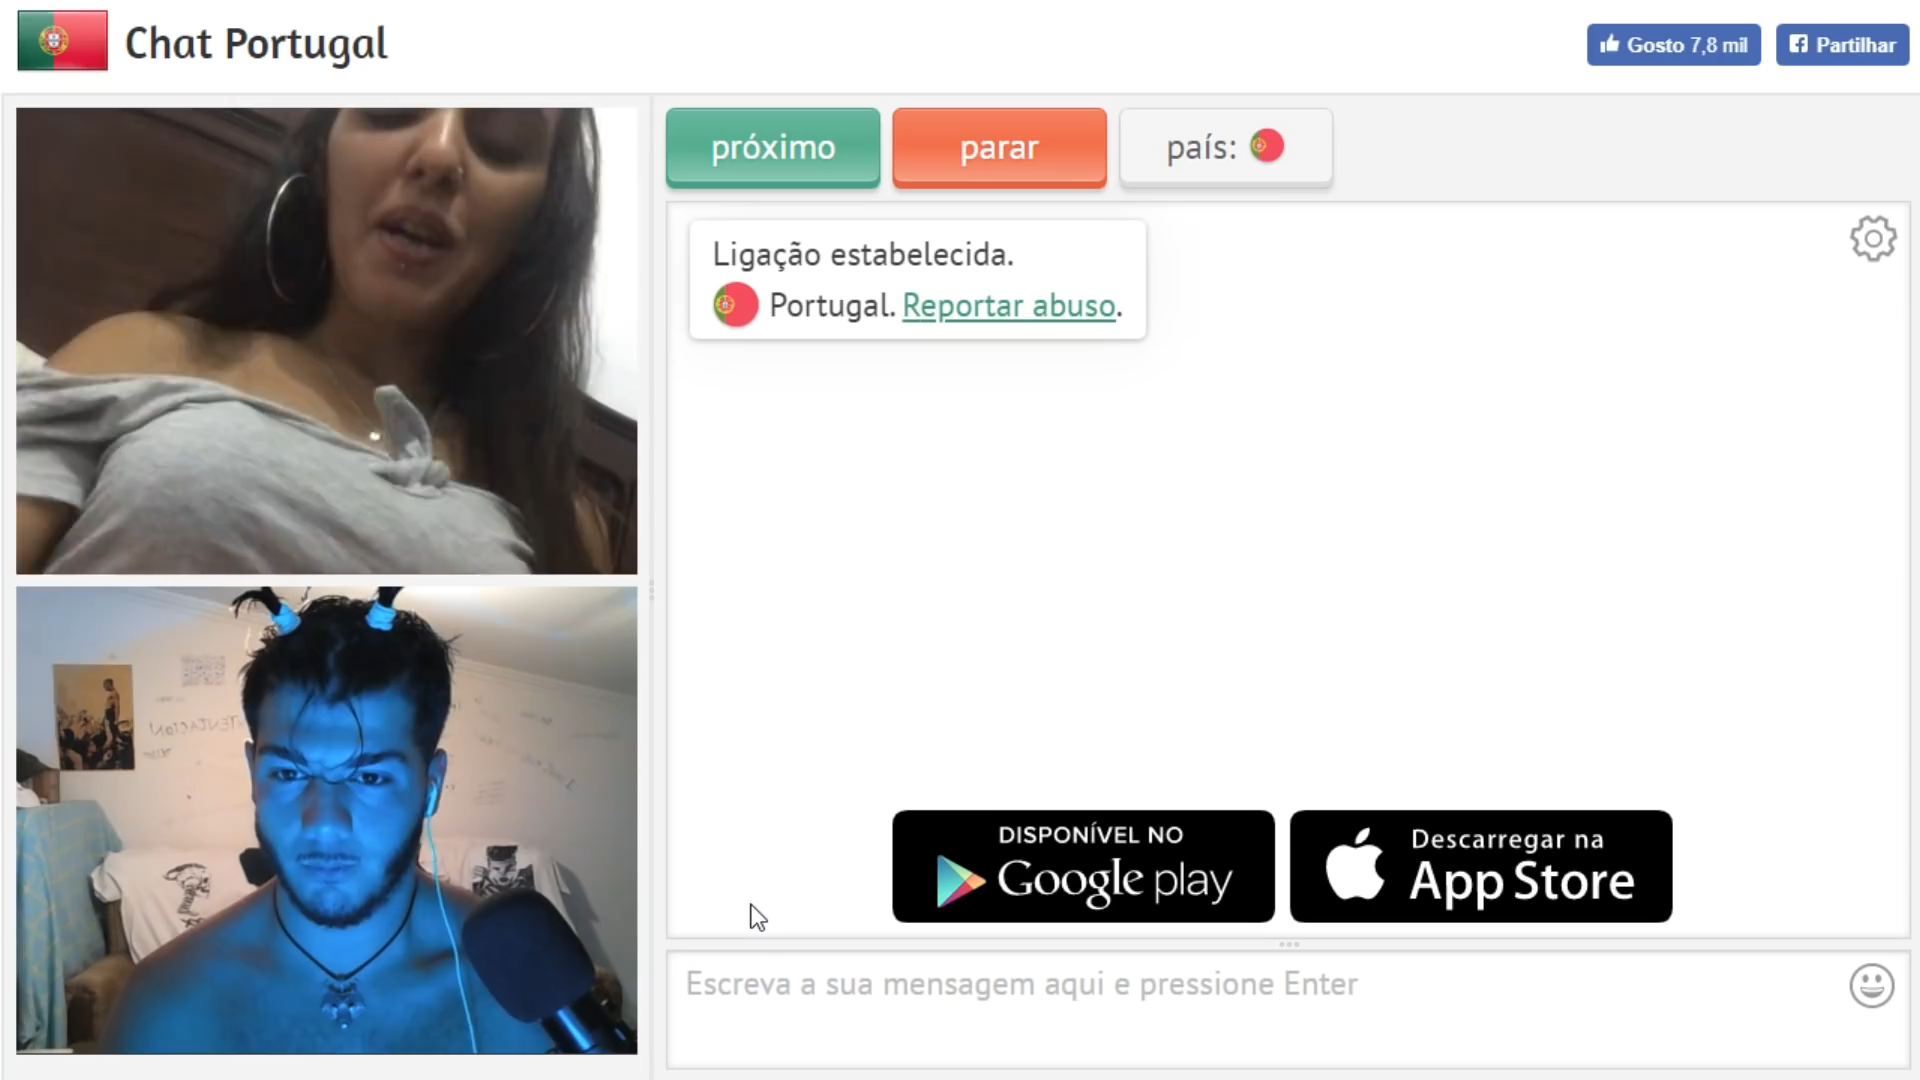 Chat Portugal
Gosto 7,8 mil
Partilhar
próximo
parar
país:
Ligação estabelecida.
Portugal. Reportar abuso.
DISPONÍVEL NO
Google play
Descarregar na
App Store
Escreva a sua mensagem aqui e pressione Enter